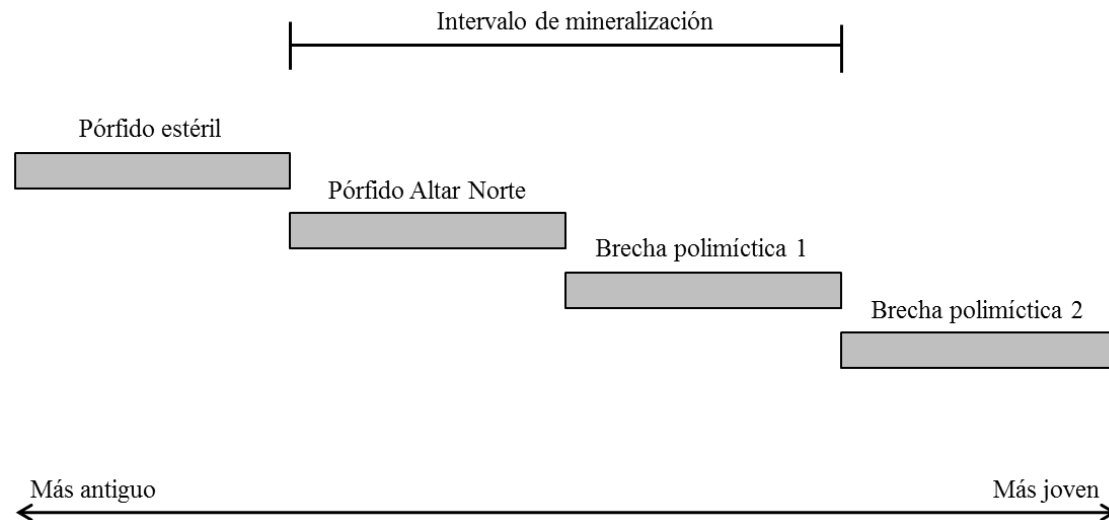 Intervalo de mineralización
Pórfido estéril
Pórfido Altar Norte
Brecha polimíctica 1
Brecha polimíctica 2
Más antiguo
Más joven